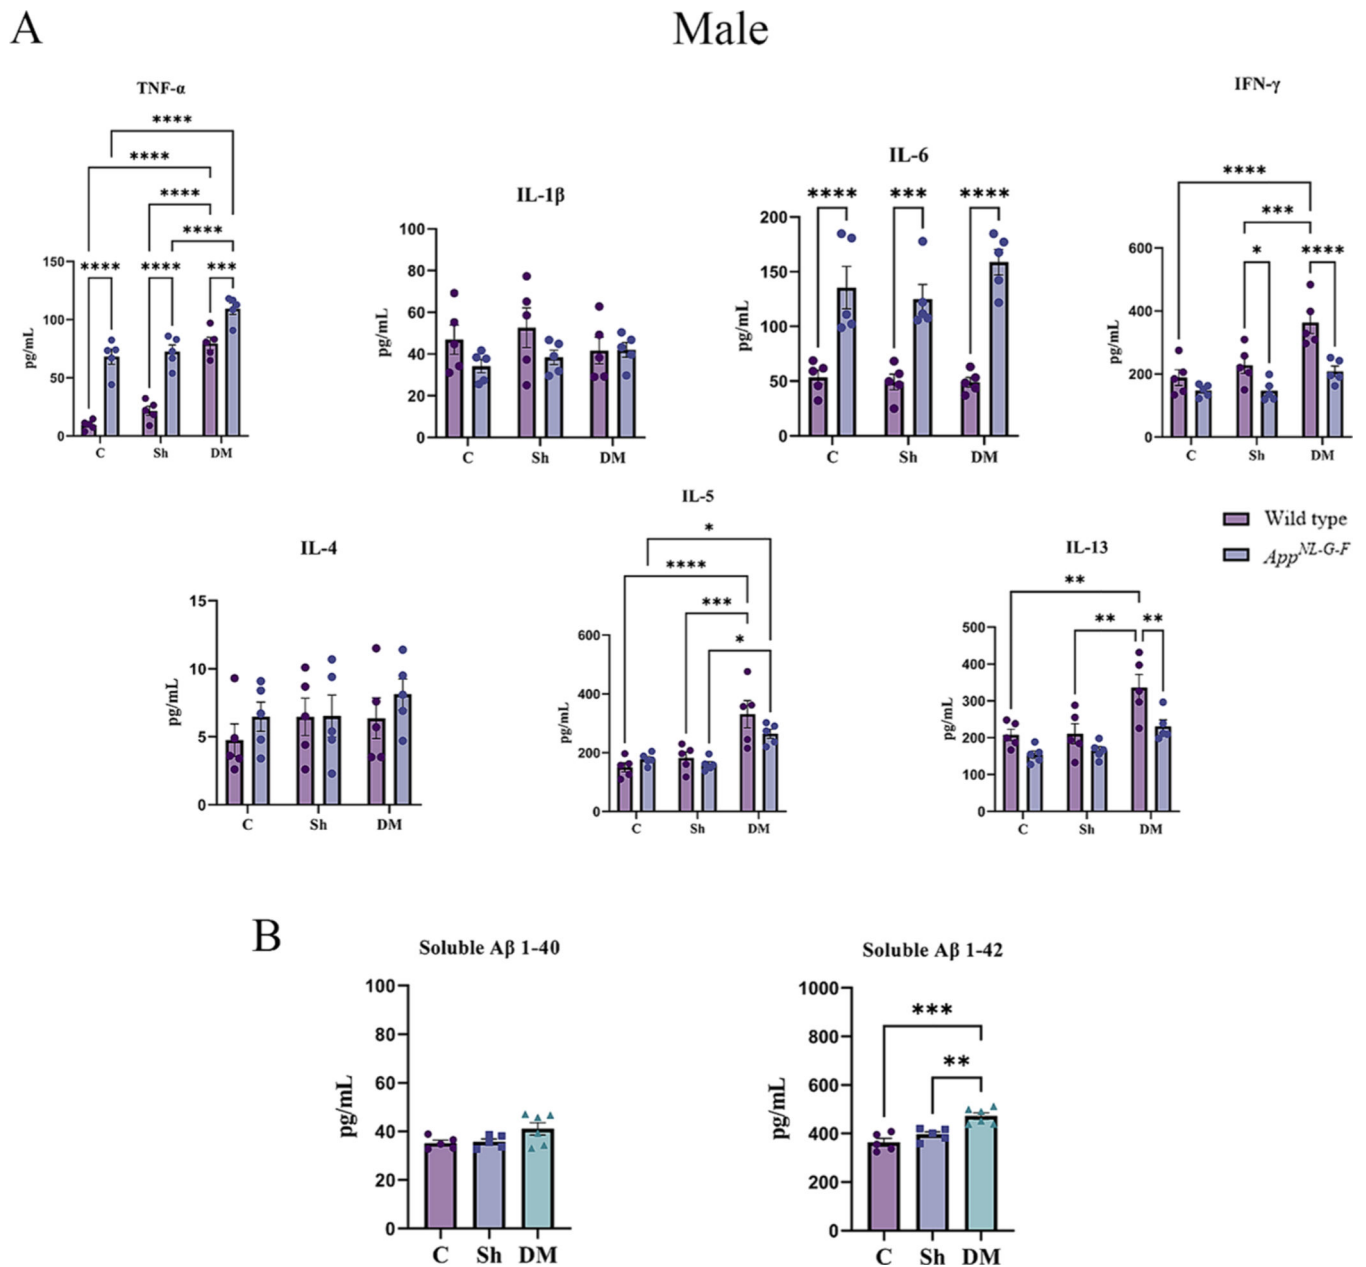 A
Male
TNF-α
****
****
****
****
**** **** ***
pg/mL
150
100
50
0
C Sh DM
IL-1β
pg/mL
100
80
60
40
20
0
C Sh DM
IL-6
**** *** ****
pg/mL
200
150
100
50
0
C Sh DM
IFN-γ
****
***
* ****
pg/mL
600
400
200
0
C Sh DM
IL-4
pg/mL
15
10
5
0
C Sh DM
IL-5
*
****
***
*
pg/mL
600
400
200
0
C Sh DM
IL-13
**
** **
pg/mL
500
400
300
200
100
0
C Sh DM
Wild type
App^NL-G-F
B
Soluble Aβ 1-40
pg/mL
100
80
60
40
20
0
C Sh DM
Soluble Aβ 1-42
***
**
pg/mL
1000
800
600
400
200
0
C Sh DM